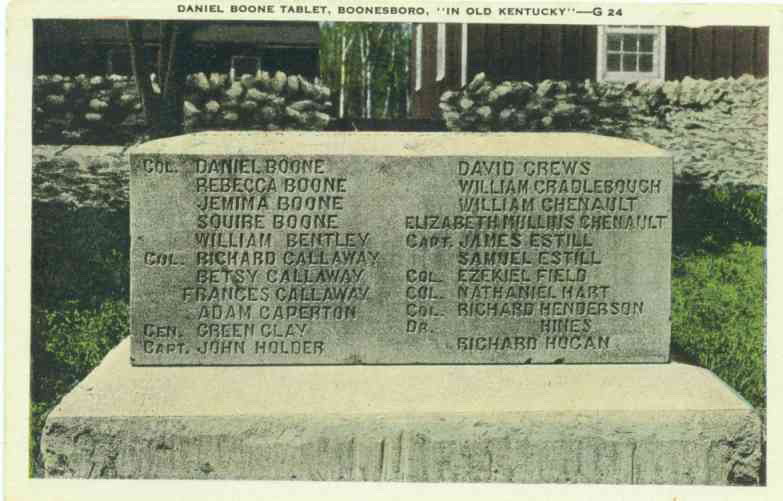 DANIEL BOONE TABLET, BOONESBORO, "IN OLD KENTUCKY"—G 24
COL. DANIEL BOONE
REBECCA BOONE
JEMIMA BOONE
SQUIRE BOONE
WILLIAM BENTLEY
COL. RICHARD CALLAWAY
BETSY CALLAWAY
FRANCES CALLAWAY
ADAM CAPERTON
GEN. GREEN CLAY
CAPT. JOHN HOLDER
DAVID CREWS
WILLIAM CRADLEBOUGH
WILLIAM CHENAULT
ELIZABETH MULLINS CHENAULT
CAPT. JAMES ESTILL
SAMUEL ESTILL
COL. EZEKIEL FIELD
COL. NATHANIEL HART
COL. RICHARD HENDERSON
DR. HINES
RICHARD HOGAN